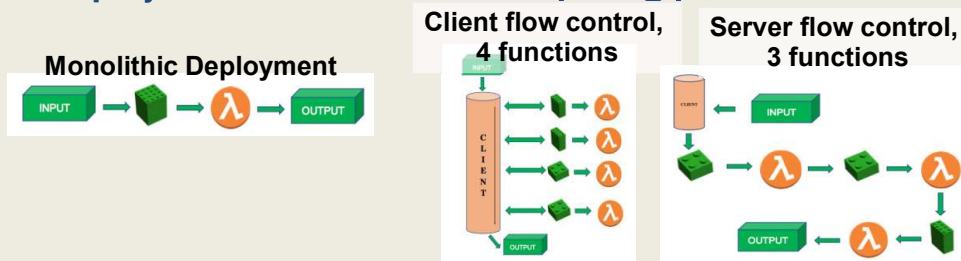 Monolithic Deployment
INPUT
λ
OUTPUT
Client flow control,
4 functions
INPUT
CLIENT
λ
λ
λ
λ
OUTPUT
Server flow control,
3 functions
CLIENT
INPUT
λ
λ
λ
OUTPUT